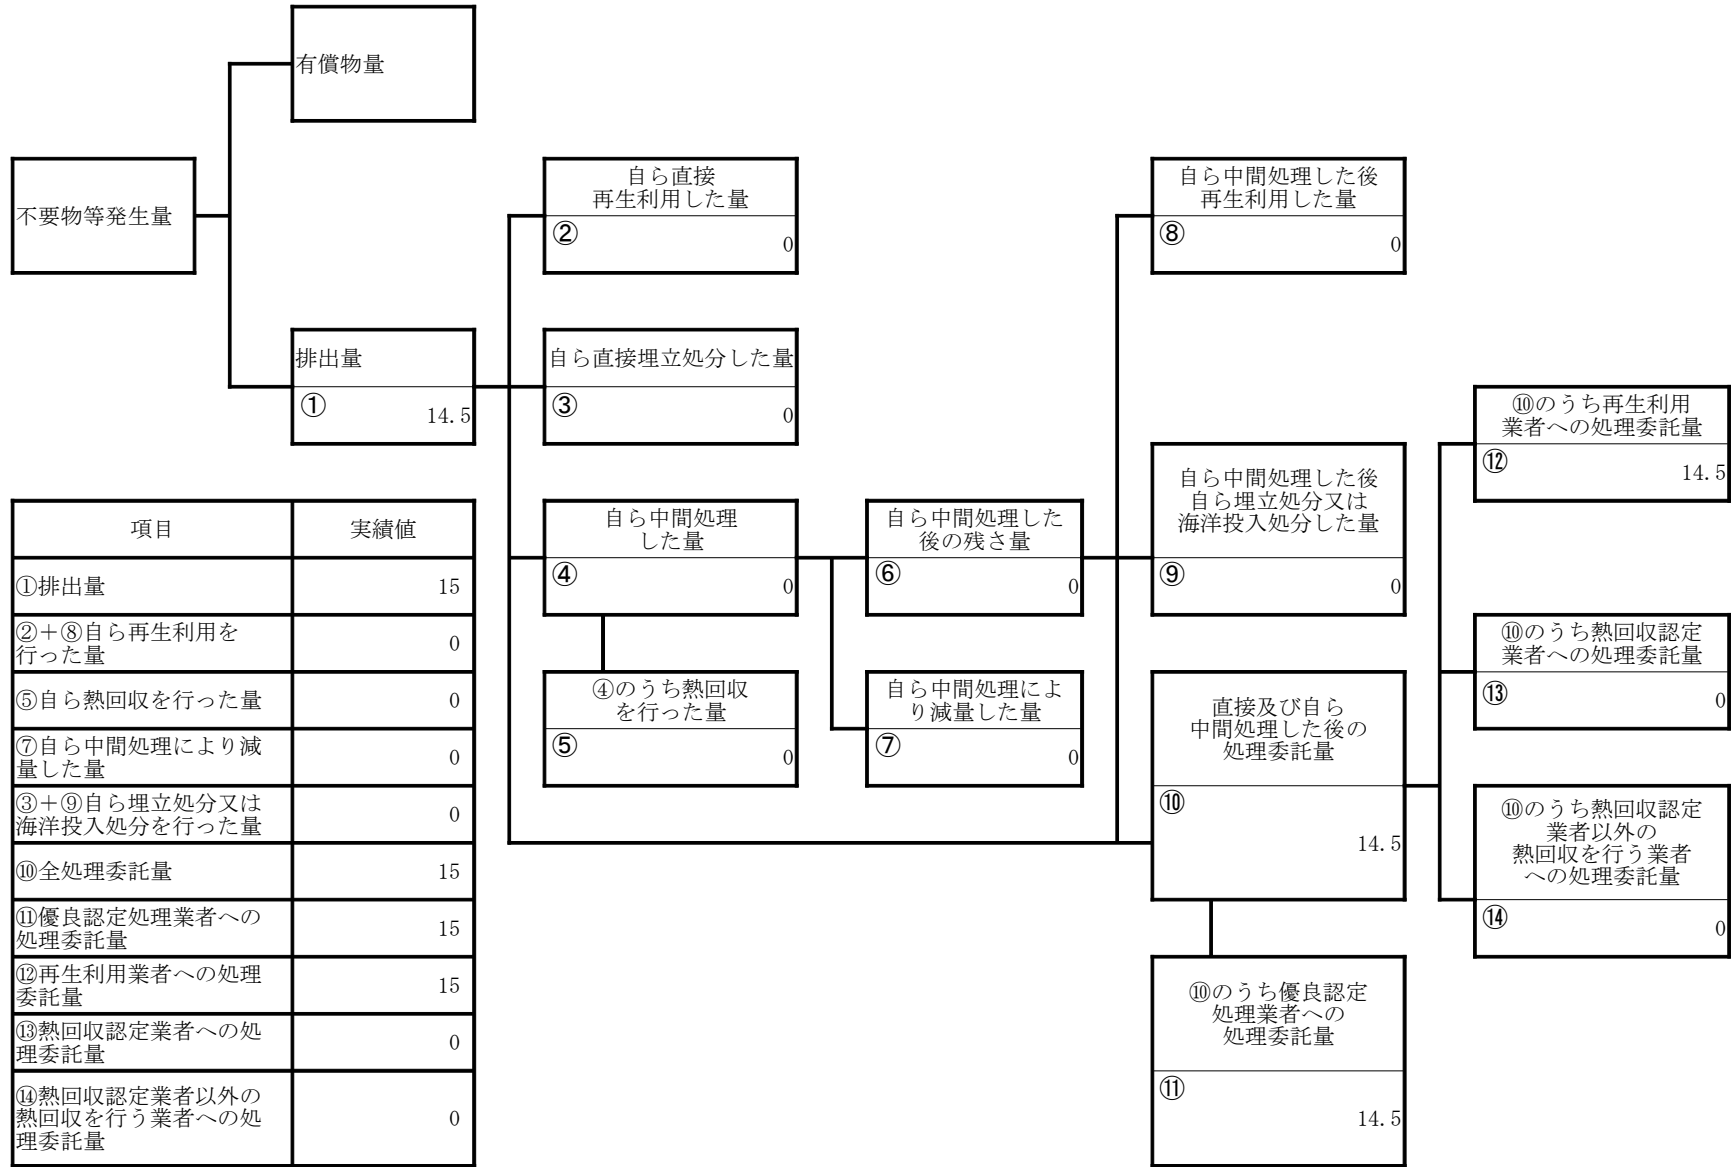 有償物量
不要物等発生量
排出量
①
14.5
自ら直接
再生利用した量
②
0
自ら直接埋立処分した量
③
0
自ら中間処理
した量
④
0
④のうち熱回収
を行った量
⑤
0
自ら中間処理した
後の残さ量
⑥
0
自ら中間処理によ
り減量した量
⑦
0
自ら中間処理した後
再生利用した量
⑧
0
自ら中間処理した後
自ら埋立処分又は
海洋投入処分した量
⑨
0
直接及び自ら
中間処理した後の
処理委託量
⑩
14.5
⑩のうち優良認定
処理業者への
処理委託量
⑪
14.5
⑩のうち再生利用
業者への処理委託量
⑫
14.5
⑩のうち熱回収認定
業者への処理委託量
⑬
0
⑩のうち熱回収認定
業者以外の
熱回収を行う業者
への処理委託量
⑭
0
項目 実績値
①排出量 15
②＋⑧自ら再生利用を
行った量 0
⑤自ら熱回収を行った量 0
⑦自ら中間処理により減
量した量 0
③＋⑨自ら埋立処分又は
海洋投入処分を行った量 0
⑩全処理委託量 15
⑪優良認定処理業者への
処理委託量 15
⑫再生利用業者への処理
委託量 15
⑬熱回収認定業者への処
理委託量 0
⑭熱回収認定業者以外の
熱回収を行う業者への処
理委託量 0